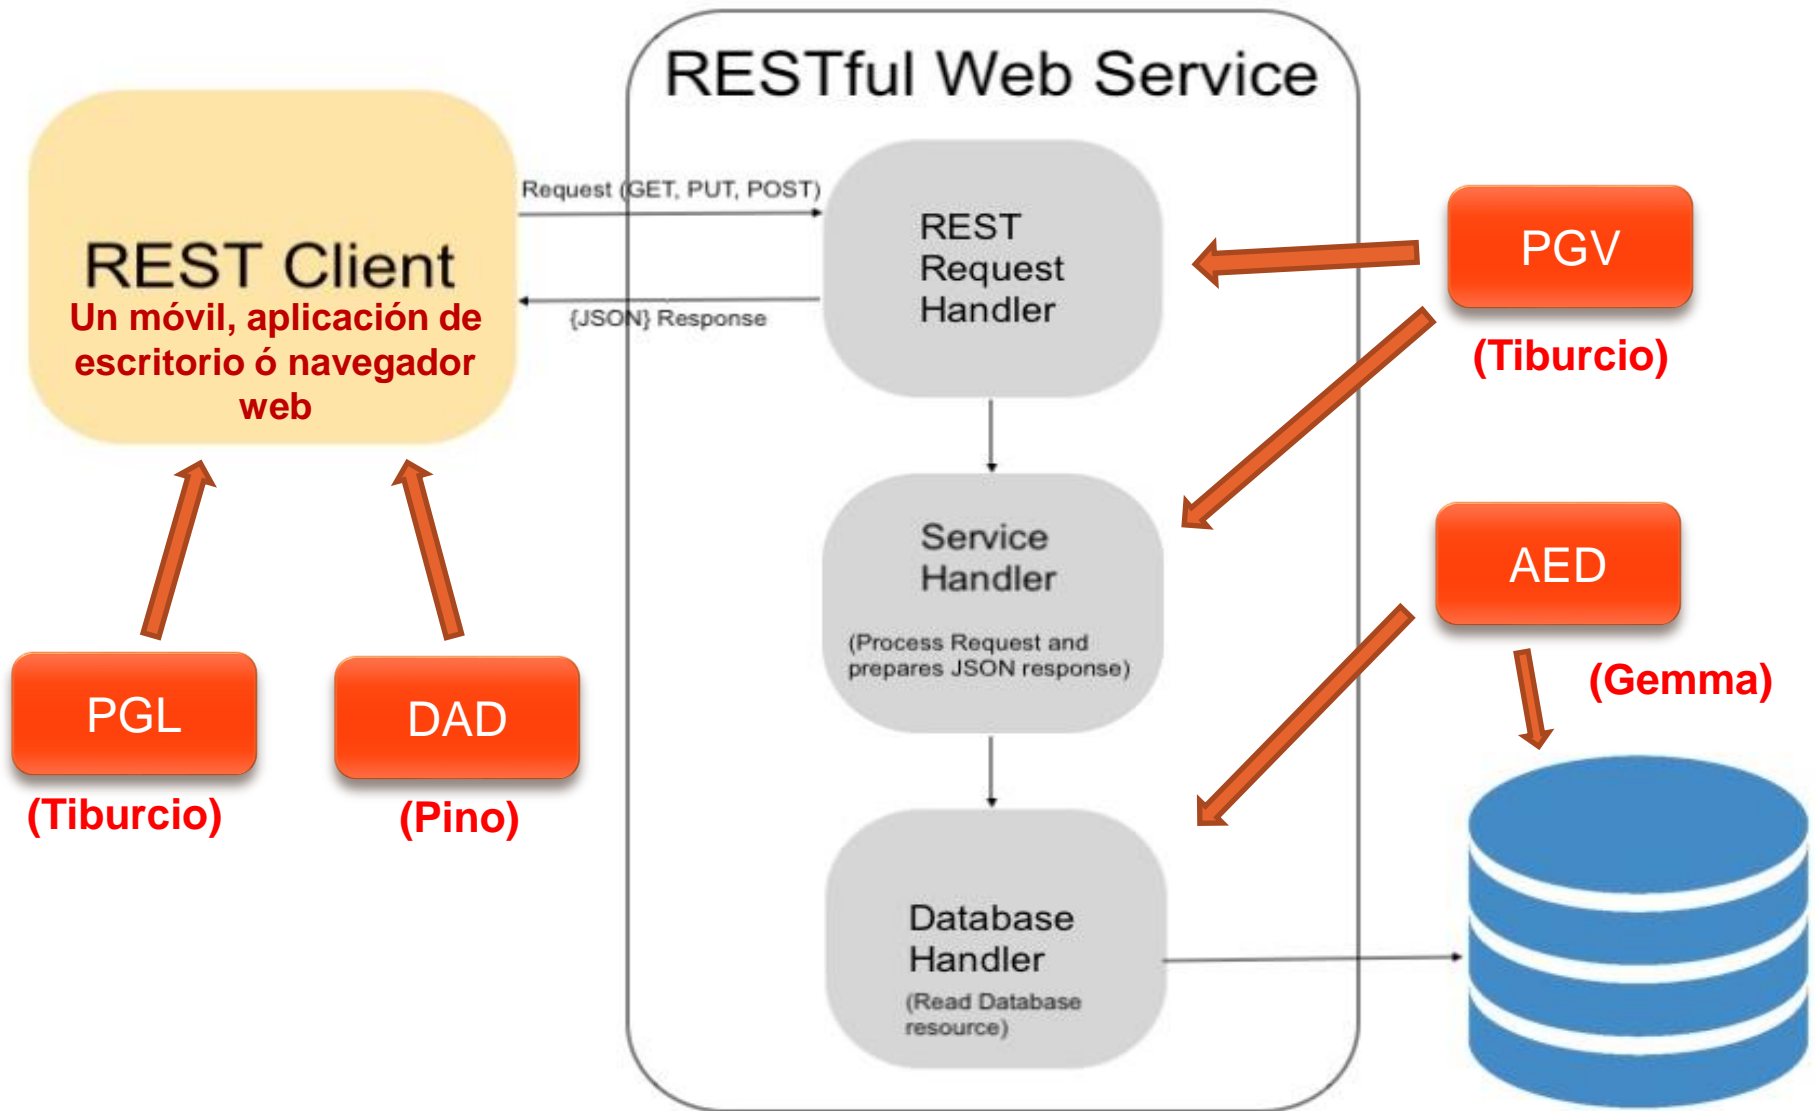 RESTful Web Service
REST Client
Un móvil, aplicación de
escritorio ó navegador
web
Request (GET, PUT, POST)
{JSON} Response
REST
Request
Handler
PGV
(Tiburcio)
Service
Handler
(Process Request and
prepares JSON response)
AED
(Gemma)
PGL
(Tiburcio)
DAD
(Pino)
Database
Handler
(Read Database
resource)